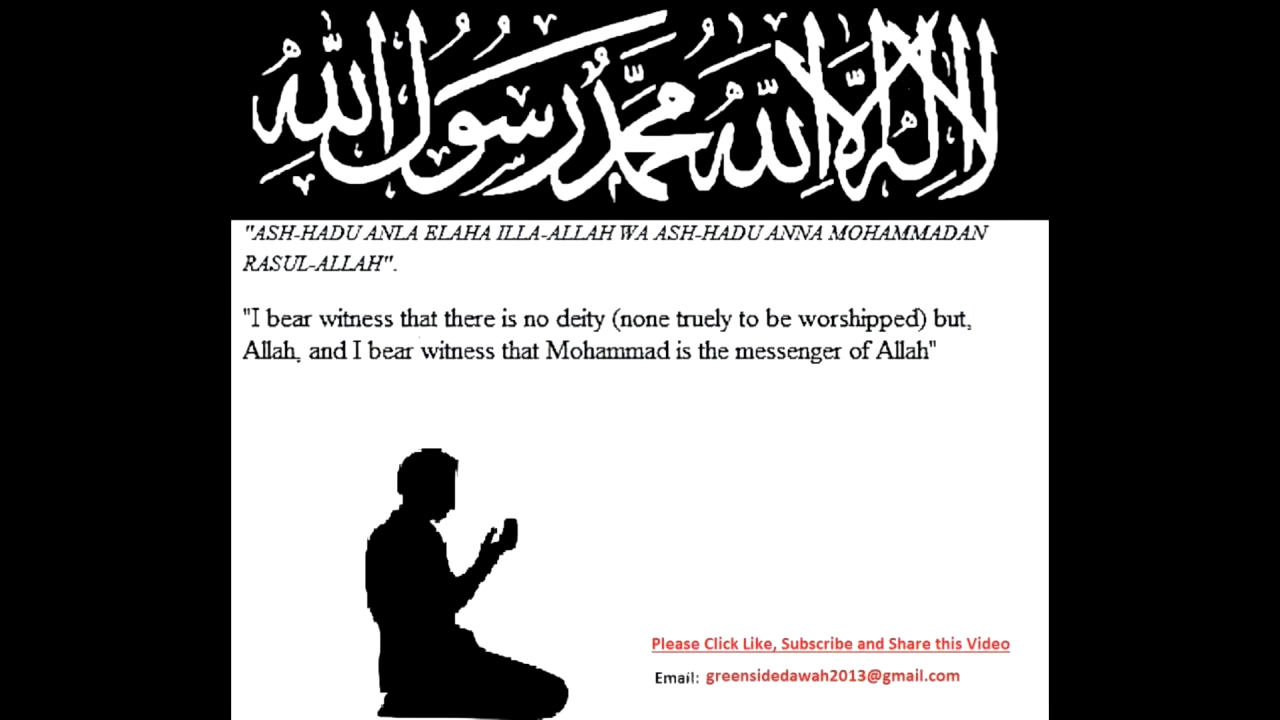 لا إله إلا الله محمد رسول الله
"ASH-HADU ANLA ELAHA ILLA-ALLAH WA ASH-HADU ANNA MOHAMMADAN
RASUL-ALLAH".
"I bear witness that there is no deity (none truely to be worshipped) but,
Allah, and I bear witness that Mohammad is the messenger of Allah"
Please Click Like, Subscribe and Share this Video
Email: greensidedawah2013@gmail.com